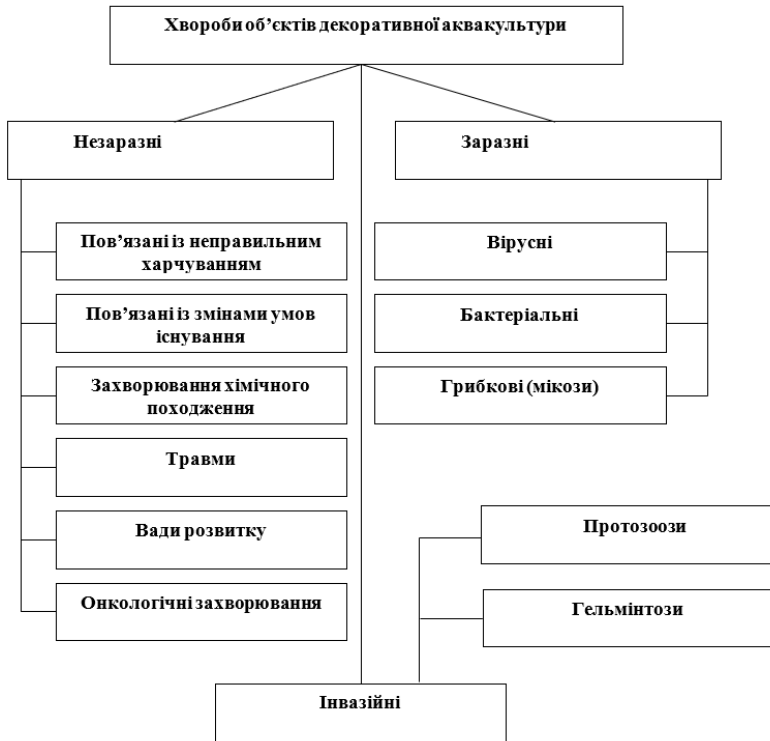 Хвороби об’єктів декоративної аквакультури
Незаразні
Заразні
Пов’язані із неправильним
харчуванням
Пов’язані із змінами умов
існування
Захворювання хімічного
походження
Травми
Вади розвитку
Онкологічні захворювання
Вірусні
Бактеріальні
Грибкові (мікози)
Протозоози
Гельмінтози
Інвазійні